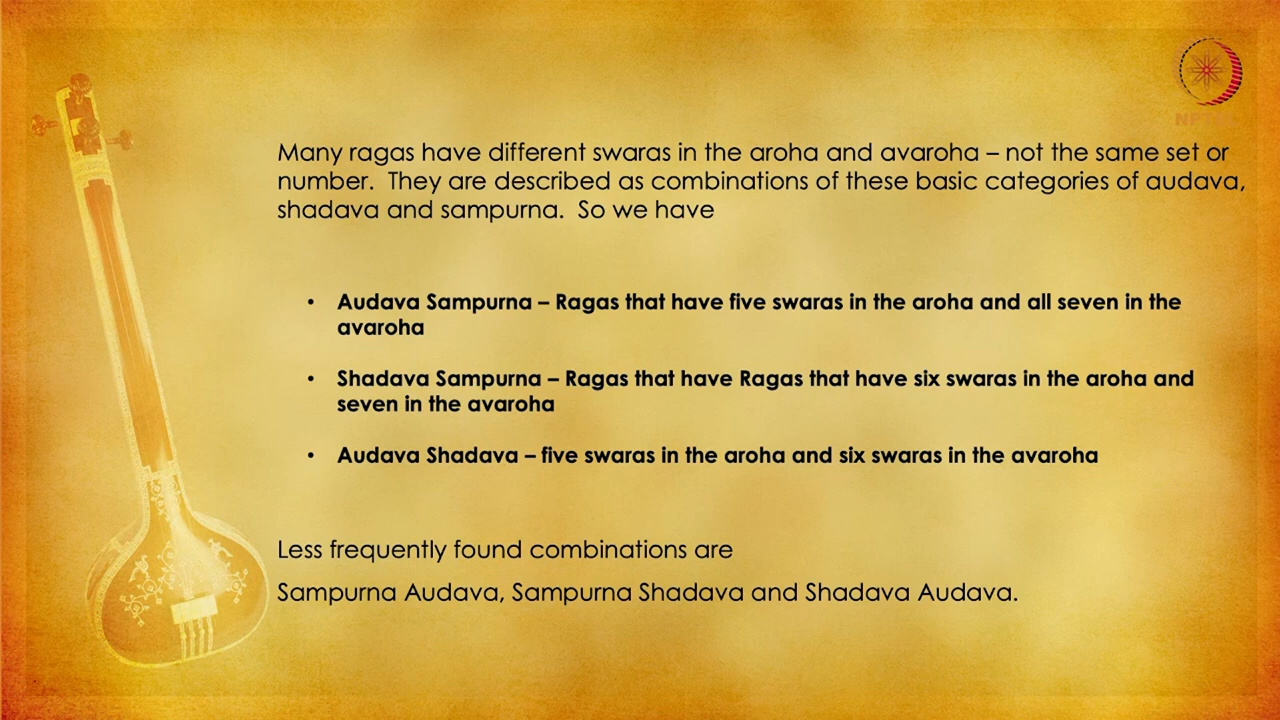 NPTEL
Many ragas have different swaras in the aroha and avaroha – not the same set or
number.  They are described as combinations of these basic categories of audava,
shadava and sampurna.  So we have
• Audava Sampurna – Ragas that have five swaras in the aroha and all seven in the
avaroha
• Shadava Sampurna – Ragas that have Ragas that have six swaras in the aroha and
seven in the avaroha
• Audava Shadava – five swaras in the aroha and six swaras in the avaroha
Less frequently found combinations are
Sampurna Audava, Sampurna Shadava and Shadava Audava.